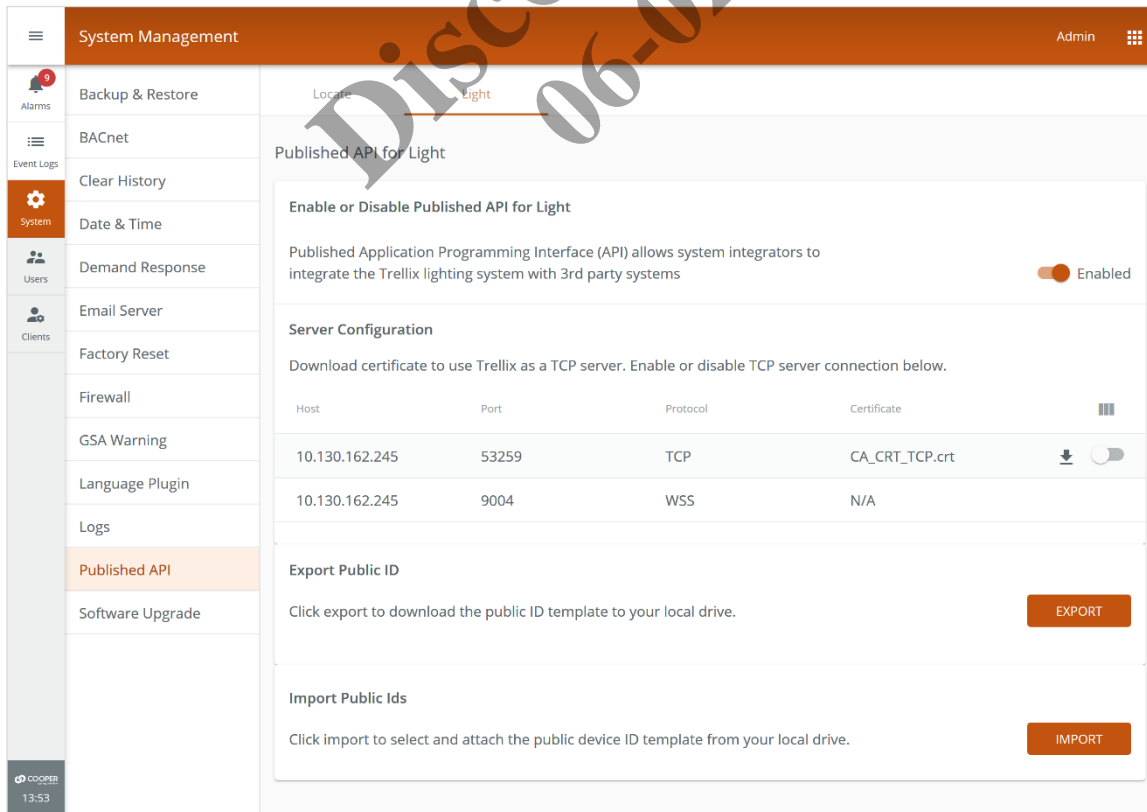 System Management
Admin
9
Alarms
Event Logs
System
Users
Clients
Backup & Restore
BACnet
Clear History
Date & Time
Demand Response
Email Server
Factory Reset
Firewall
GSA Warning
Language Plugin
Logs
Published API
Software Upgrade
Locate
Light
Published API for Light
Enable or Disable Published API for Light
Published Application Programming Interface (API) allows system integrators to
integrate the Trellix lighting system with 3rd party systems
Enabled
Server Configuration
Download certificate to use Trellix as a TCP server. Enable or disable TCP server connection below.
Host Port Protocol Certificate
10.130.162.245 53259 TCP CA_CRT_TCP.crt
10.130.162.245 9004 WSS N/A
Export Public ID
Click export to download the public ID template to your local drive.
EXPORT
Import Public Ids
Click import to select and attach the public device ID template from your local drive.
IMPORT
COOPER
13:53